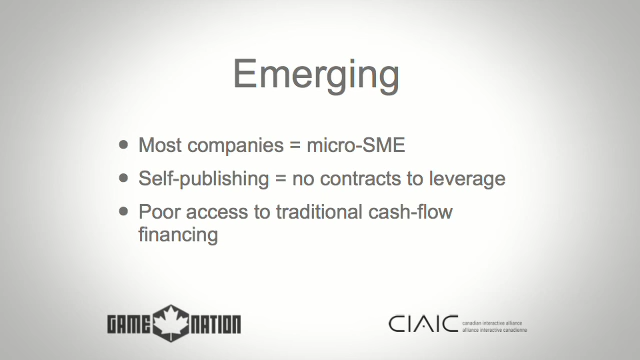 Emerging
• Most companies = micro-SME
• Self-publishing = no contracts to leverage
• Poor access to traditional cash-flow
financing
GAME NATION
CIAIC
canadian interactive alliance
alliance interactive canadienne